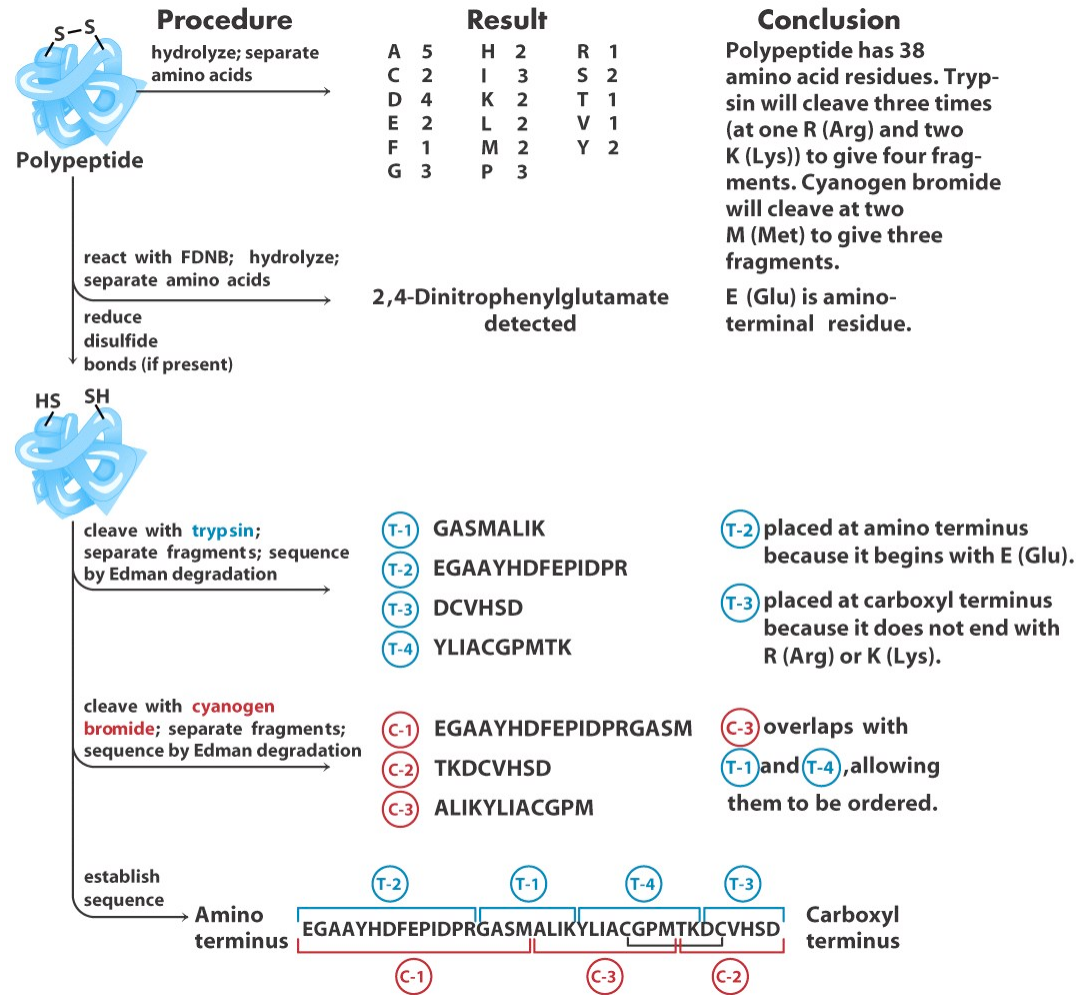 Procedure
Result
Conclusion
S–S
Polypeptide
hydrolyze; separate
amino acids
A 5 H 2 R 1
C 2 I 3 S 2
D 4 K 2 T 1
E 2 L 2 V 1
F 1 M 2 Y 2
G 3 P 3
Polypeptide has 38
amino acid residues. Tryp-
sin will cleave three times
(at one R (Arg) and two
K (Lys)) to give four frag-
ments. Cyanogen bromide
will cleave at two
M (Met) to give three
fragments.
react with FDNB; hydrolyze;
separate amino acids
2,4-Dinitrophenylglutamate
detected
E (Glu) is amino-
terminal residue.
reduce
disulfide
bonds (if present)
HS SH
cleave with trypsin;
separate fragments; sequence
by Edman degradation
T-1 GASMALIK
T-2 EGAAYHDFEPIDPR
T-3 DCVHSD
T-4 YLIACGPMTK
T-2 placed at amino terminus
because it begins with E (Glu).
T-3 placed at carboxyl terminus
because it does not end with
R (Arg) or K (Lys).
cleave with cyanogen
bromide; separate fragments;
sequence by Edman degradation
C-1 EGAAYHDFEPIDPRGASM
C-2 TKDCVHSD
C-3 ALIKYLIACGPM
C-3 overlaps with
T-1 and T-4, allowing
them to be ordered.
establish
sequence
T-2 T-1 T-4 T-3
Amino
terminus
EGAAYHDFEPIDPRGASMALIKYLIACGPMTKDCVHSD
Carboxyl
terminus
C-1 C-3 C-2